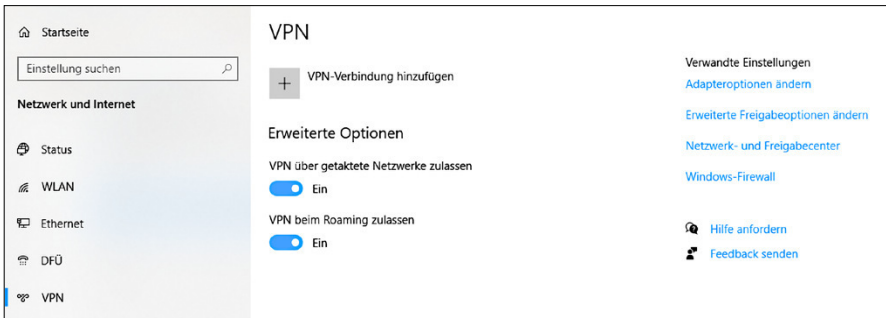 Startseite
Einstellung suchen
Netzwerk und Internet
Status
WLAN
Ethernet
DFÜ
VPN
VPN
VPN-Verbindung hinzufügen
Erweiterte Optionen
VPN über getaktete Netzwerke zulassen
Ein
VPN beim Roaming zulassen
Ein
Verwandte Einstellungen
Adapteroptionen ändern
Erweiterte Freigabeoptionen ändern
Netzwerk- und Freigabecenter
Windows-Firewall
Hilfe anfordern
Feedback senden